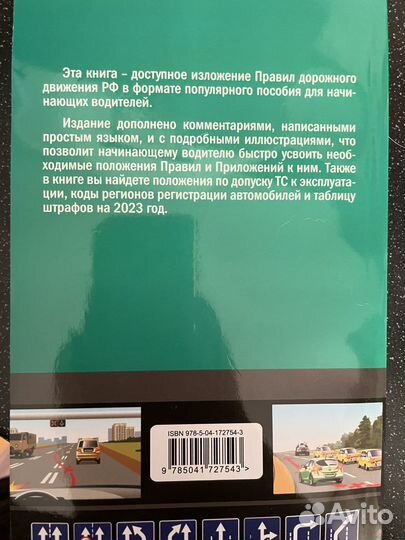 Эта книга – доступное изложение Правил дорожного
движения РФ в формате популярного пособия для начи-
нающих водителей.
Издание дополнено комментариями, написанными
простым языком, и с подробными иллюстрациями, что
позволит начинающему водителю быстро усвоить необ-
ходимые положения Правил и Приложений к ним. Также
в книге вы найдете положения по допуску ТС к эксплуата-
ции, коды регионов регистрации автомобилей и таблицу
штрафов на 2023 год.
ISBN 978-5-04-172754-3
9 785041 727543 >
Avito